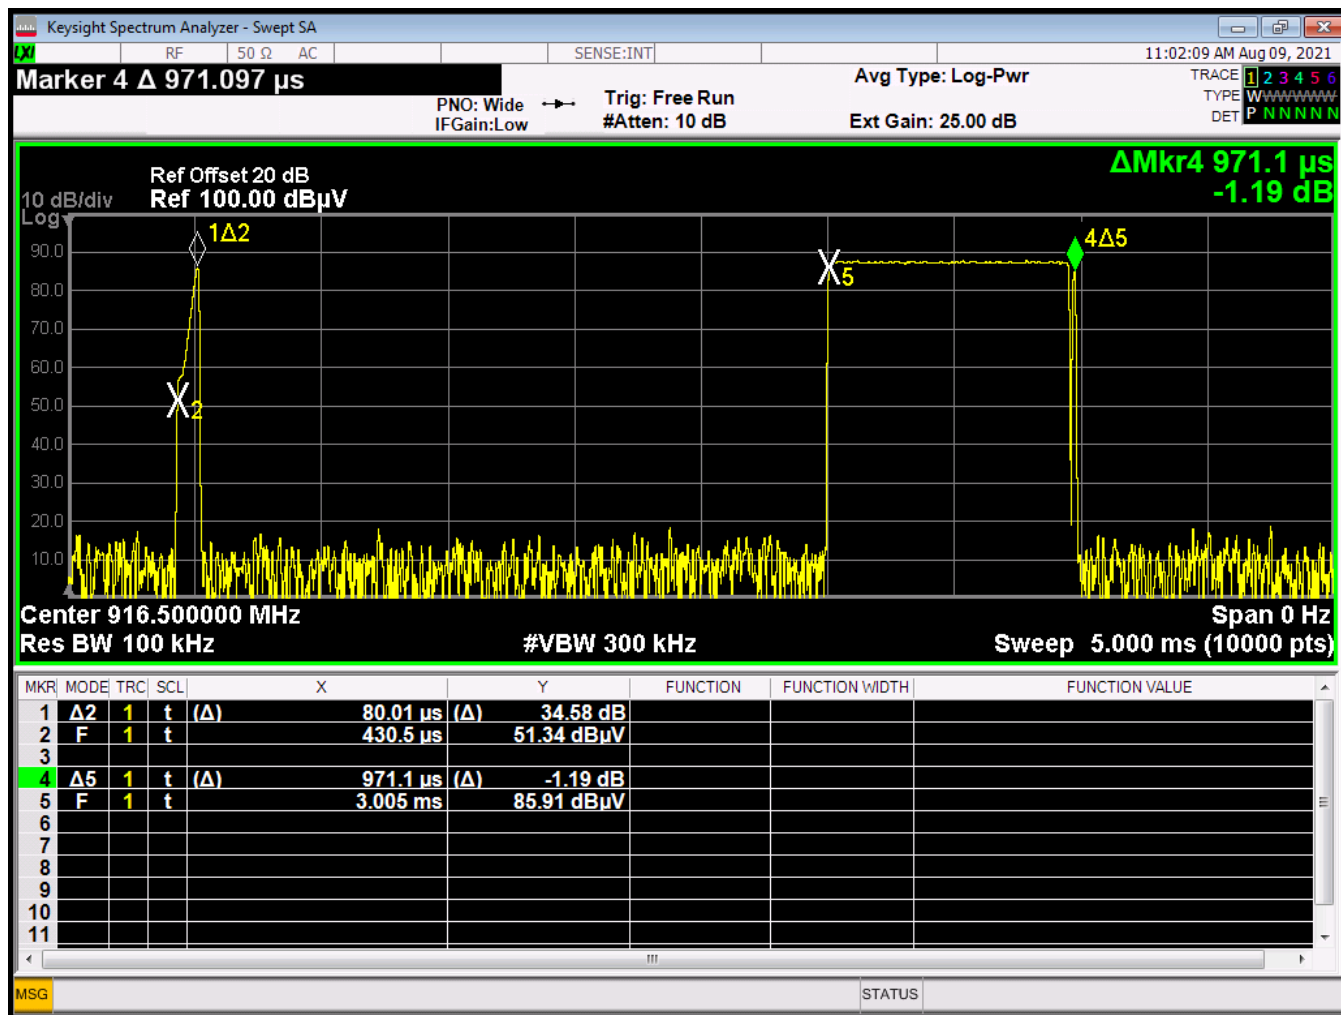 Keysight Spectrum Analyzer - Swept SA
LXI RF 50 Ω AC SENSE:INT 11:02:09 AM Aug 09, 2021
Marker 4 Δ 971.097 µs
PNO: Wide
IFGain:Low
Trig: Free Run
#Atten: 10 dB
Avg Type: Log-Pwr
Ext Gain: 25.00 dB
TRACE 1 2 3 4 5 6
TYPE WWWWWW
DET P N N N N N
ΔMkr4 971.1 µs
-1.19 dB
Ref Offset 20 dB
10 dB/div Ref 100.00 dBµV
Log
90.0
80.0
70.0
60.0
50.0
40.0
30.0
20.0
10.0
1Δ2
2
5
4Δ5
Center 916.500000 MHz Span 0 Hz
Res BW 100 kHz #VBW 300 kHz Sweep 5.000 ms (10000 pts)
MKR MODE TRC SCL X Y FUNCTION FUNCTION WIDTH FUNCTION VALUE
1 Δ2 1 t (Δ) 80.01 µs (Δ) 34.58 dB
2 F 1 t 430.5 µs 51.34 dBµV
3
4 Δ5 1 t (Δ) 971.1 µs (Δ) -1.19 dB
5 F 1 t 3.005 ms 85.91 dBµV
6
7
8
9
10
11
MSG STATUS